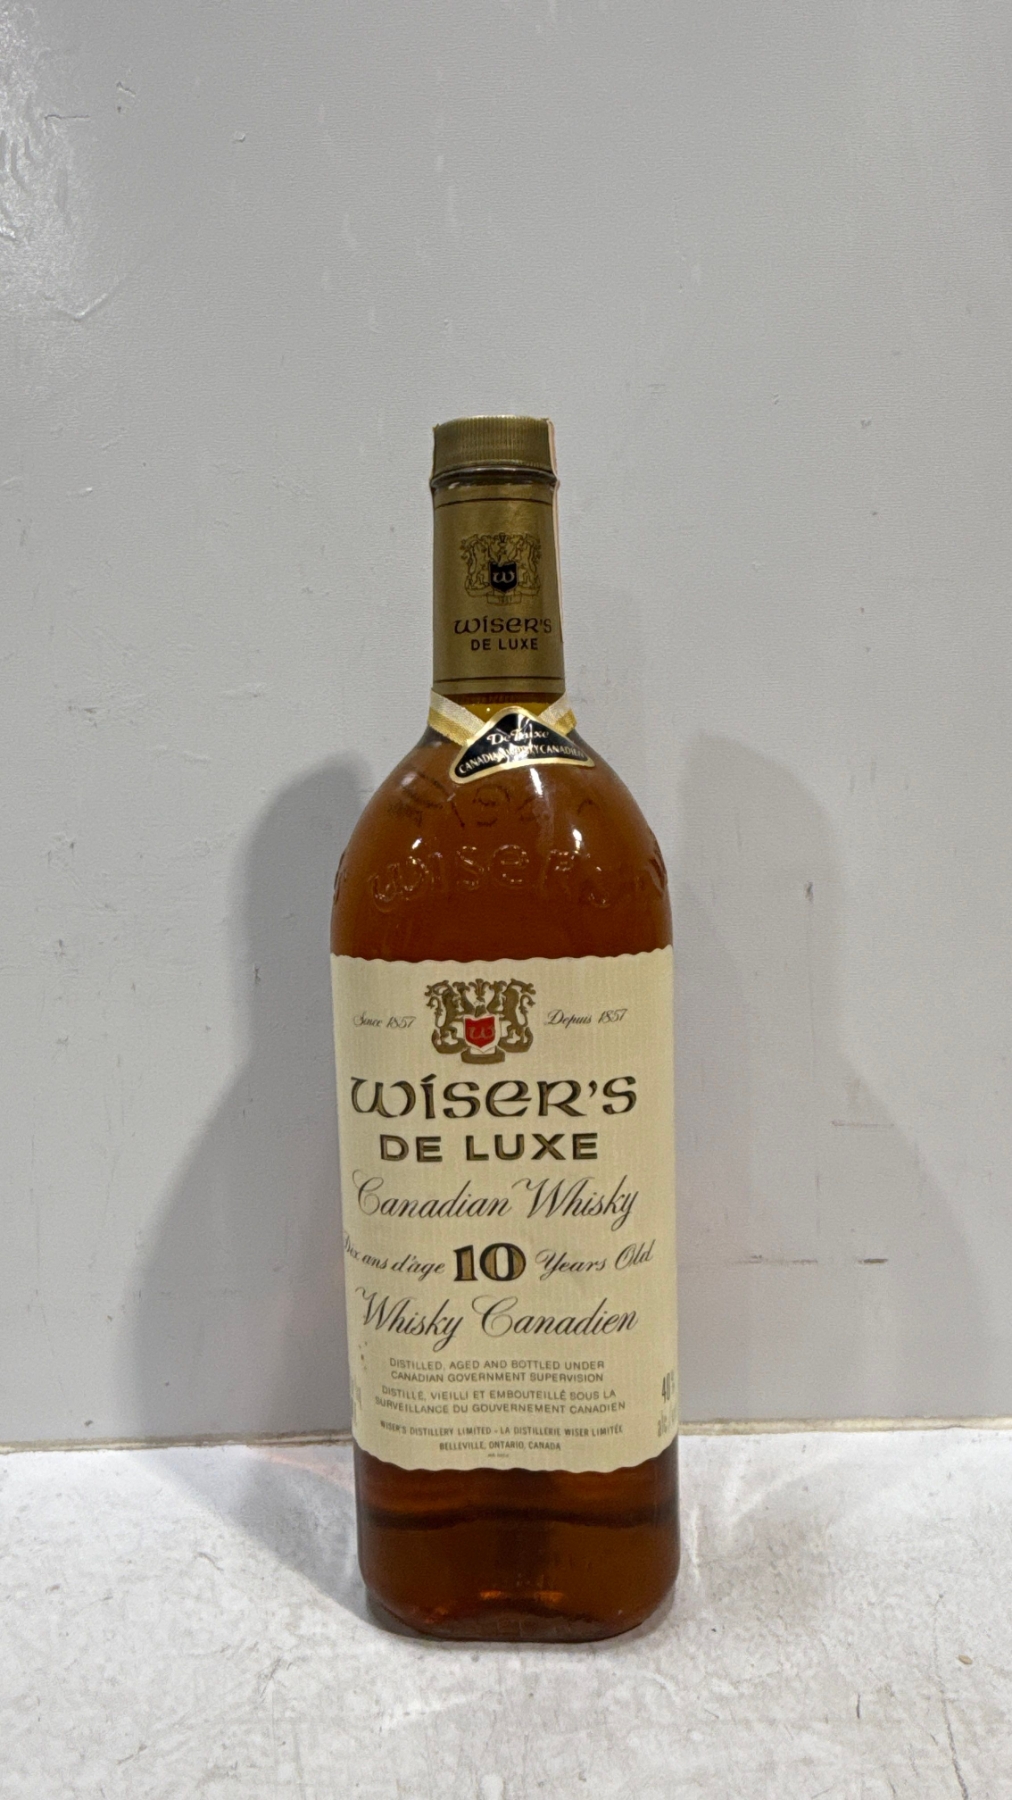 W
Wiser's
DE LUXE
De Luxe
Wiser's
Since 1857
W
Depuis 1857
Wiser's
DE LUXE
Canadian Whisky
Dix ans d'âge 10 Years Old
Whisky Canadien
DISTILLED, AGED AND BOTTLED UNDER
CANADIAN GOVERNMENT SUPERVISION
DISTILLÉ, VIEILLI ET EMBOUTEILLÉ SOUS LA
SURVEILLANCE DU GOUVERNEMENT CANADIEN
WISER'S DISTILLERY LIMITED - LA DISTILLERIE WISER LIMITÉE
BELLEVILLE, ONTARIO, CANADA
40%